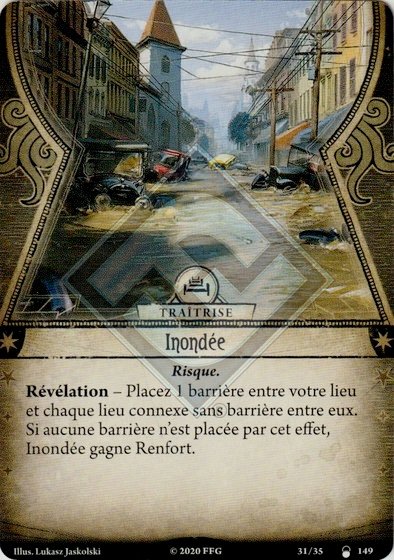 TRAÎTRISE
Inondée
Risque.
Révélation – Placez 1 barrière entre votre lieu
et chaque lieu connexe sans barrière entre eux.
Si aucune barrière n'est placée par cet effet,
Inondée gagne Renfort.
Illus. Lukasz Jaskolski © 2020 FFG 31/35 149